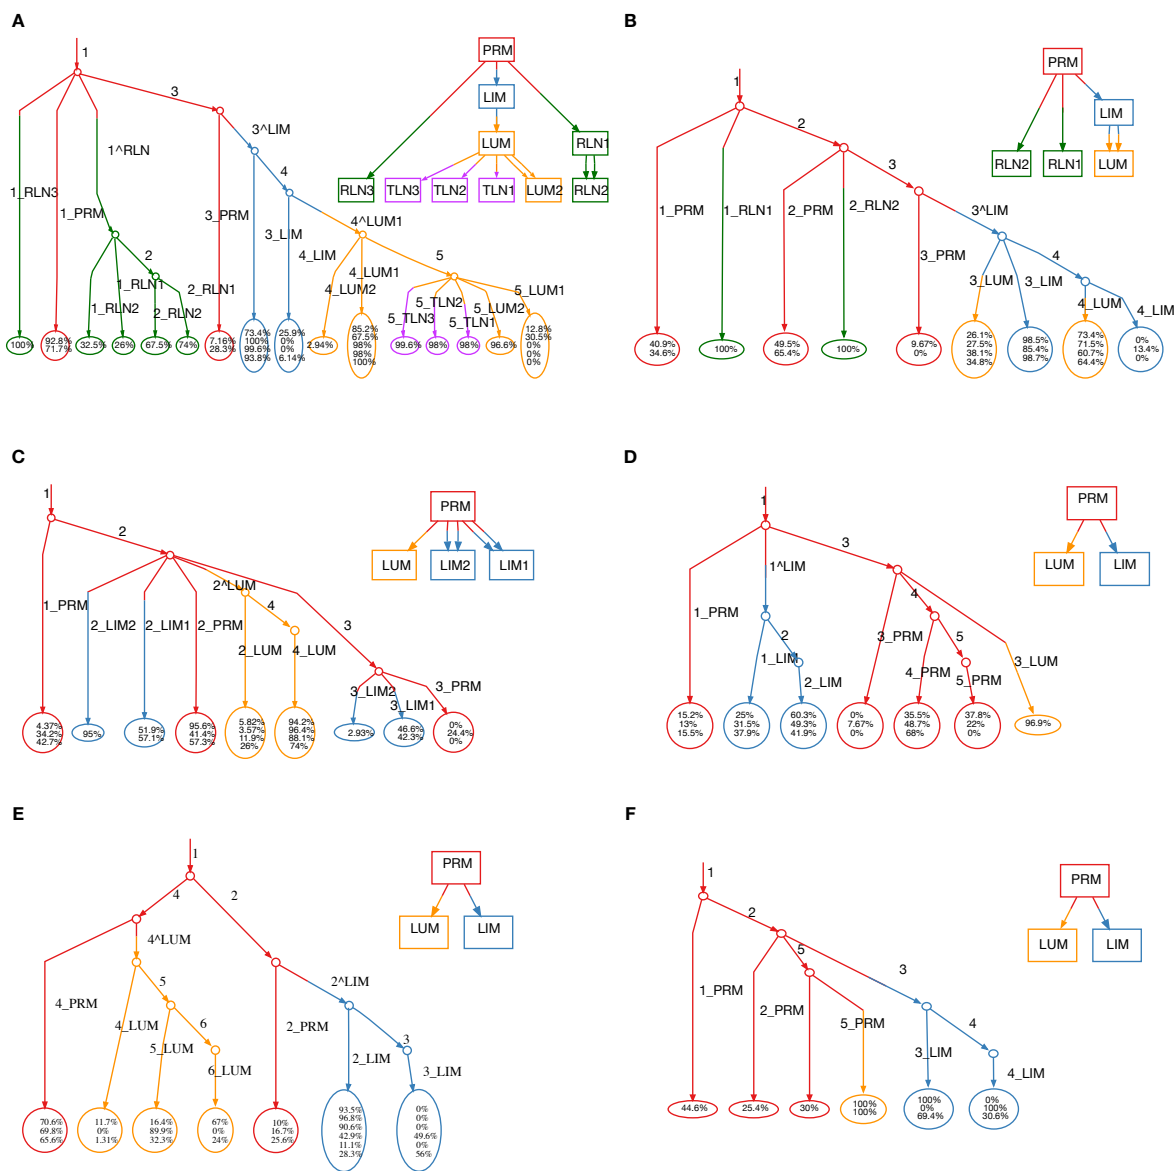 A
1
3
1_RLN3
1_PRM
1^RLN
2
1_RLN1
1_RLN2
2_RLN1
2_RLN2
3_PRM
3^LIM
4
3_LIM
4^LUM1
4_LIM
4_LUM1
4_LUM2
5
5_LUM1
5_TLN2
5_LUM2
5_TLN3
5_TLN1
100%
92.8%
71.7%
32.5%
26%
67.5%
74%
7.16%
28.3%
73.4%
100%
99.6%
93.8%
25.9%
0%
0%
6.14%
2.94%
85.2%
67.5%
98%
98%
100%
99.6%
98%
98%
96.6%
12.8%
30.5%
0%
0%
0%
PRM
LIM
LUM
RLN1
RLN3
TLN3
TLN2
TLN1
LUM2
RLN2
B
1
2
3
1_PRM
1_RLN1
2_PRM
2_RLN2
3_PRM
3^LIM
4
3_LUM
3_LIM
4_LUM
4_LIM
40.9%
34.6%
100%
49.5%
65.4%
100%
9.67%
0%
26.1%
27.5%
38.1%
34.8%
98.5%
85.4%
98.7%
73.4%
71.5%
60.7%
64.4%
0%
13.4%
0%
PRM
LIM
RLN2
RLN1
LUM
C
1
2
1_PRM
2_LIM2
2_LIM1
2_PRM
2^LUM
4
2_LUM
4_LUM
3
3_LIM2
3_LIM1
3_PRM
4.37%
34.2%
42.7%
95%
51.9%
57.1%
95.6%
41.4%
57.3%
5.82%
3.57%
11.9%
26%
94.2%
96.4%
88.1%
74%
2.93%
46.6%
42.3%
0%
24.4%
0%
PRM
LUM
LIM2
LIM1
D
1
3
1_PRM
1^LIM
2
1_LIM
2_LIM
4
3_PRM
5
4_PRM
5_PRM
3_LUM
15.2%
13%
15.5%
25%
31.5%
37.9%
60.3%
49.3%
41.9%
0%
7.67%
0%
35.5%
48.7%
68%
37.8%
22%
0%
96.9%
PRM
LUM
LIM
E
1
4
2
4^LUM
4_PRM
5
4_LUM
6
5_LUM
6_LUM
2^LIM
2_PRM
3
2_LIM
3_LIM
70.6%
69.8%
65.6%
11.7%
0%
1.31%
16.4%
89.9%
32.3%
67%
0%
24%
10%
16.7%
25.6%
93.5%
96.8%
90.6%
42.9%
11.1%
28.3%
0%
0%
0%
49.6%
0%
56%
PRM
LUM
LIM
F
1
2
1_PRM
5
2_PRM
5_PRM
3
4
3_LIM
4_LIM
44.6%
25.4%
30%
100%
100%
100%
0%
69.4%
0%
100%
30.6%
PRM
LUM
LIM